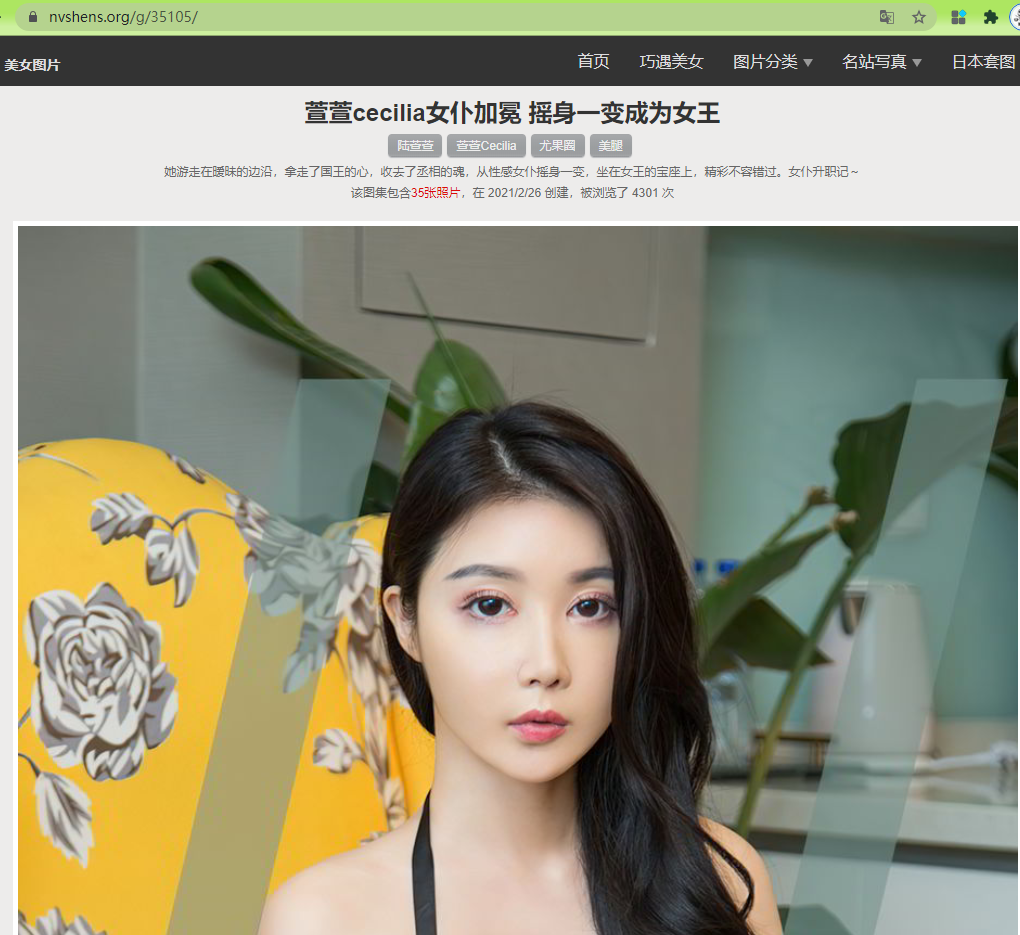 nvshens.org/g/35105/
美女图片
首页 巧遇美女 图片分类 名站写真 日本套图
萱萱cecilia女仆加冕 摇身一变成为女王
陆萱萱 萱萱Cecilia 尤果圈 美腿
她游走在暧昧的边沿，拿走了国王的心，收去了丞相的魂，从性感女仆摇身一变，坐在女王的宝座上，精彩不容错过。女仆升职记～
该图集包含35张照片，在 2021/2/26 创建，被浏览了 4301 次